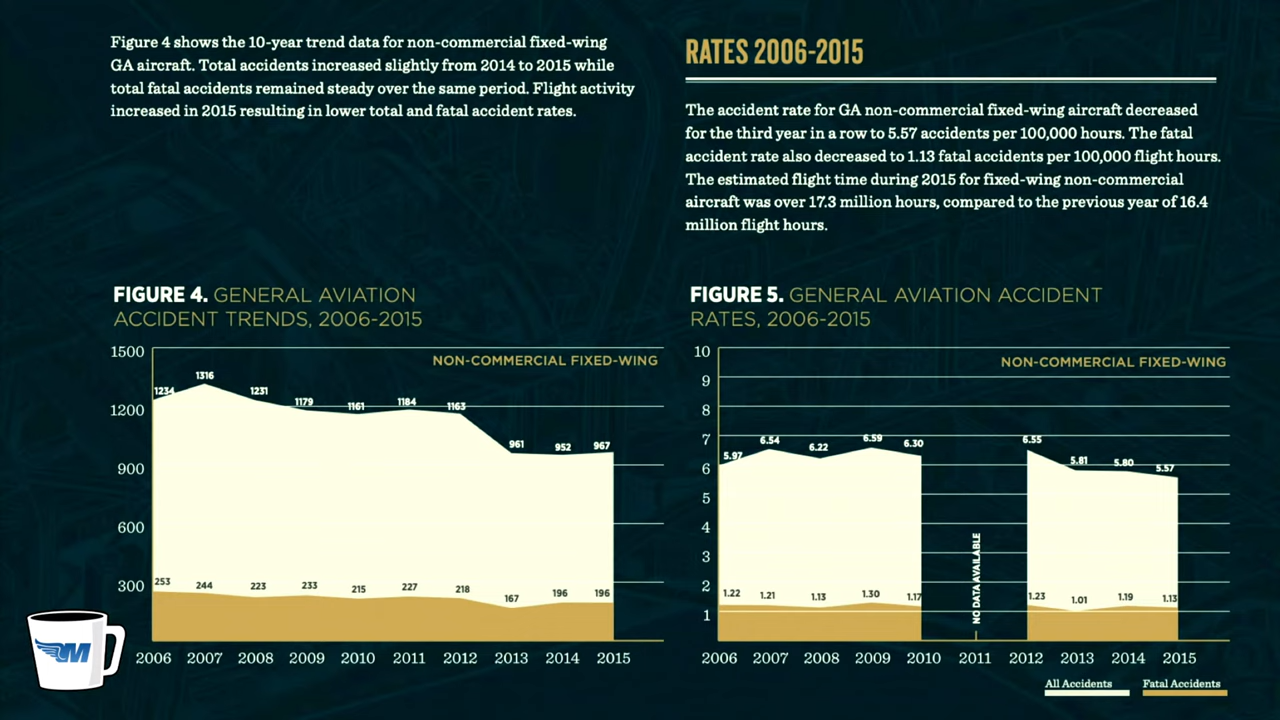 Figure 4 shows the 10-year trend data for non-commercial fixed-wing
GA aircraft. Total accidents increased slightly from 2014 to 2015 while
total fatal accidents remained steady over the same period. Flight activity
increased in 2015 resulting in lower total and fatal accident rates.
RATES 2006-2015
The accident rate for GA non-commercial fixed-wing aircraft decreased
for the third year in a row to 5.57 accidents per 100,000 hours. The fatal
accident rate also decreased to 1.13 fatal accidents per 100,000 flight hours.
The estimated flight time during 2015 for fixed-wing non-commercial
aircraft was over 17.3 million hours, compared to the previous year of 16.4
million flight hours.
FIGURE 4. GENERAL AVIATION
ACCIDENT TRENDS, 2006-2015
NON-COMMERCIAL FIXED-WING
1500
1200
900
600
300
1234 1316 1231 1179 1161 1184 1163 961 952 967
253 244 223 233 215 227 218 167 196 196
2006 2007 2008 2009 2010 2011 2012 2013 2014 2015
FIGURE 5. GENERAL AVIATION ACCIDENT
RATES, 2006-2015
NON-COMMERCIAL FIXED-WING
10
9
8
7
6
5
4
3
2
1
5.97 6.54 6.22 6.59 6.30 6.55 5.81 5.80 5.57
NO DATA AVAILABLE
1.22 1.21 1.13 1.30 1.17 1.23 1.01 1.19 1.13
2006 2007 2008 2009 2010 2011 2012 2013 2014 2015
All Accidents Fatal Accidents
M